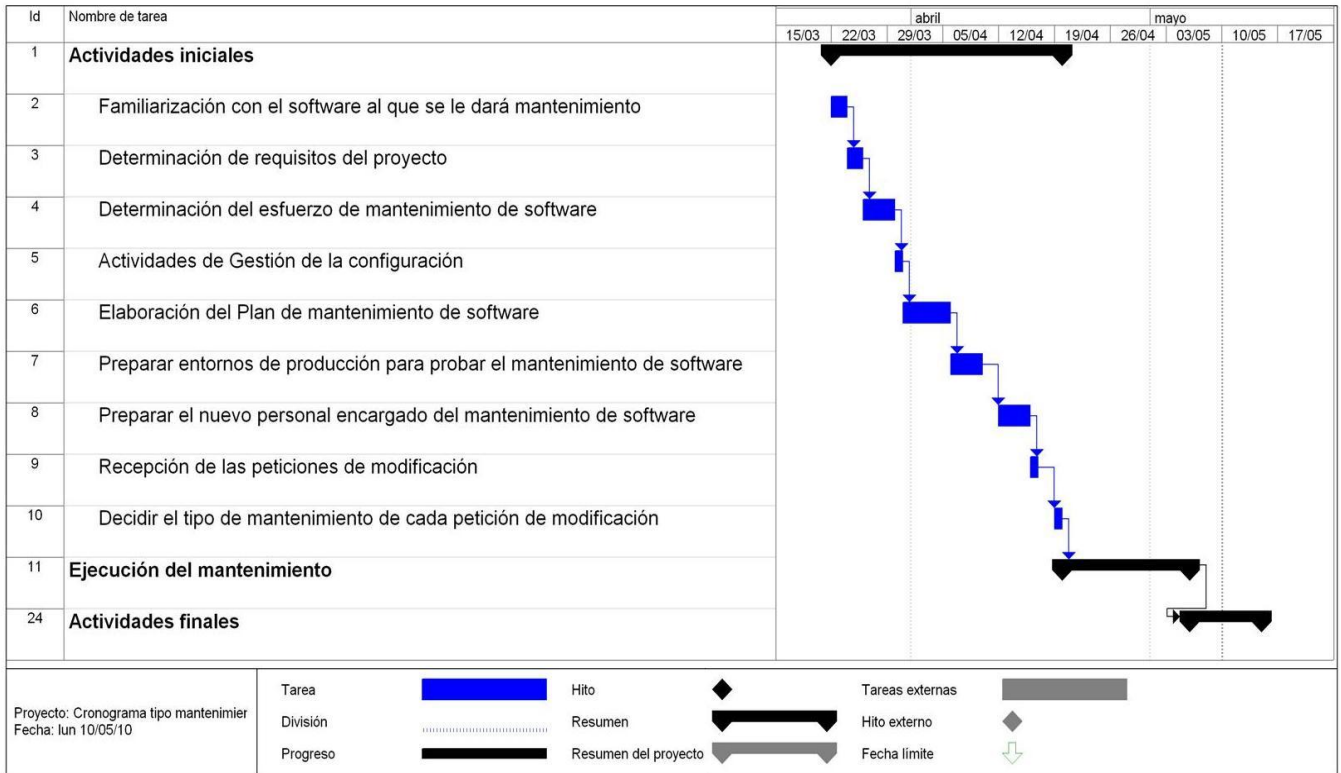 Id Nombre de tarea abril mayo
15/03 22/03 29/03 05/04 12/04 19/04 26/04 03/05 10/05 17/05
1 Actividades iniciales
2 Familiarización con el software al que se le dará mantenimiento
3 Determinación de requisitos del proyecto
4 Determinación del esfuerzo de mantenimiento de software
5 Actividades de Gestión de la configuración
6 Elaboración del Plan de mantenimiento de software
7 Preparar entornos de producción para probar el mantenimiento de software
8 Preparar el nuevo personal encargado del mantenimiento de software
9 Recepción de las peticiones de modificación
10 Decidir el tipo de mantenimiento de cada petición de modificación
11 Ejecución del mantenimiento
24 Actividades finales
Proyecto: Cronograma tipo mantenimier
Fecha: lun 10/05/10
Tarea Hito Tareas externas
División Resumen Hito externo
Progreso Resumen del proyecto Fecha límite